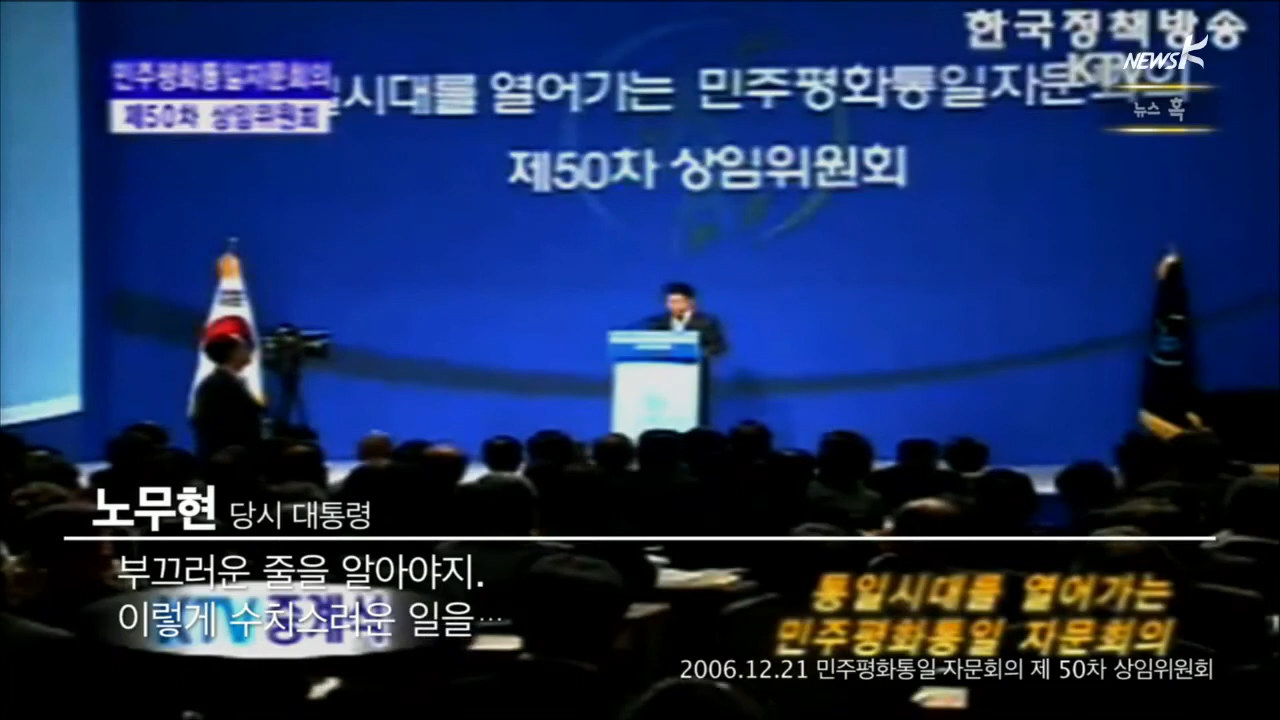 한국정책방송
NEWS K
KTV
뉴스 훅
민주평화통일자문회의
제50차 상임위원회
시대를 열어가는 민주평화통일자문회의
제50차 상임위원회
노무현 당시 대통령
부끄러운 줄을 알아야지.
이렇게 수치스러운 일을…
KTV
통일시대를 열어가는
민주평화통일 자문회의
2006.12.21 민주평화통일 자문회의 제 50차 상임위원회